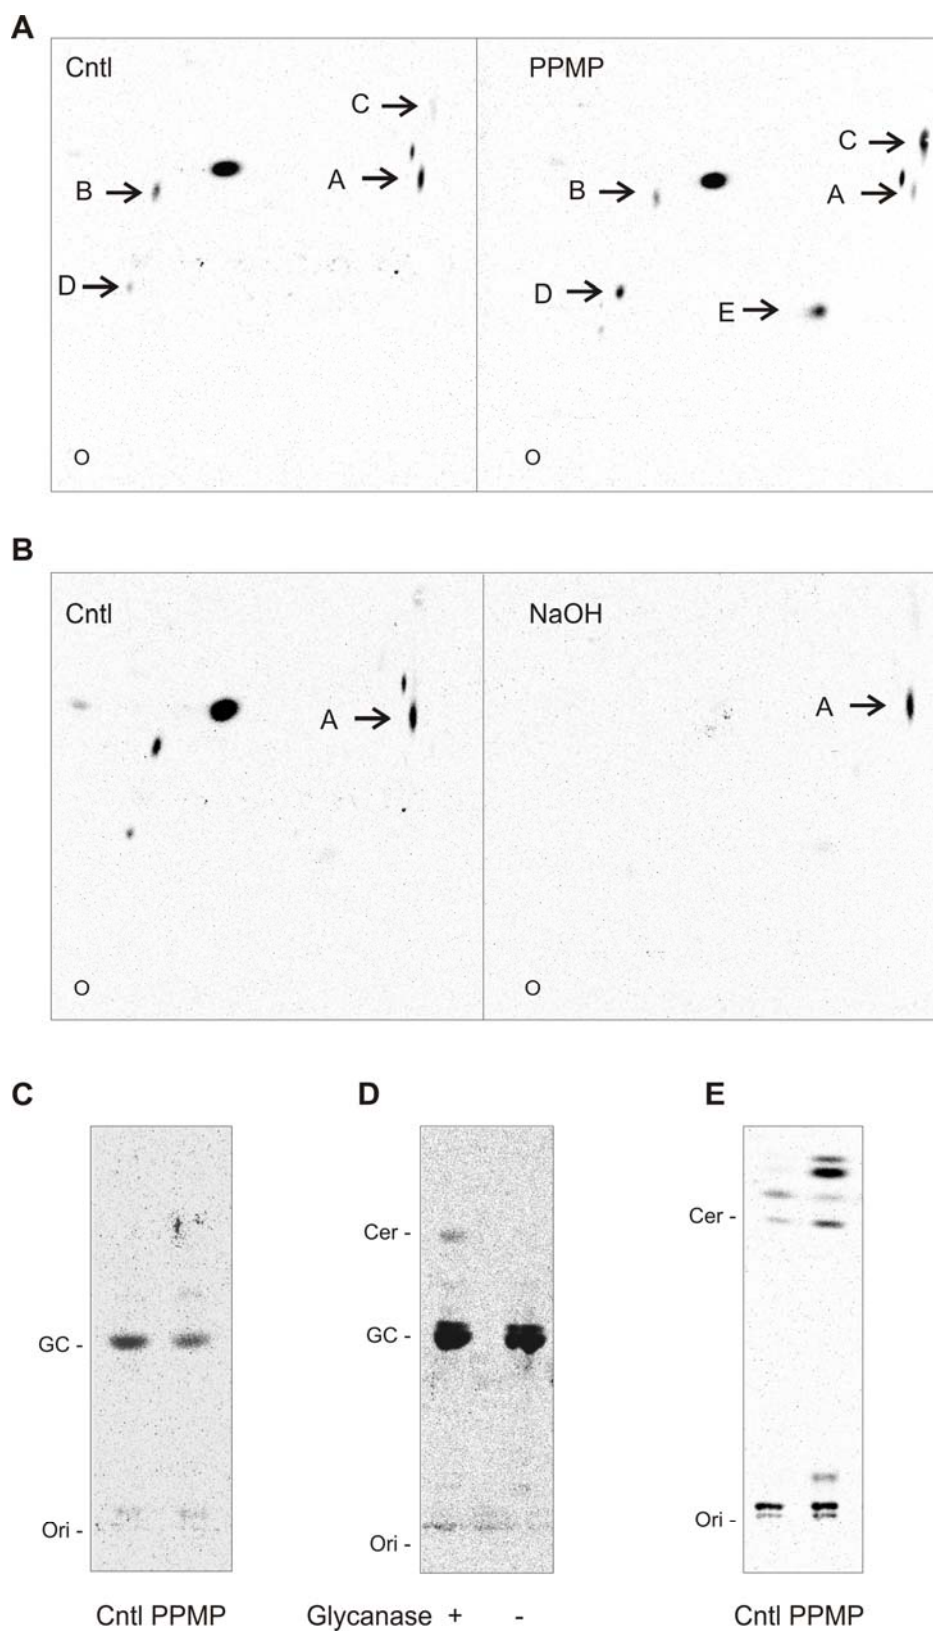 A
Cntl
PPMP
C
C
B
A
B
A
D
D
E
O
O
B
Cntl
NaOH
A
A
O
O
C
D
E
Cer -
Cer -
GC -
GC -
Ori -
Ori -
Ori -
Cntl PPMP
Glycanase + -
Cntl PPMP